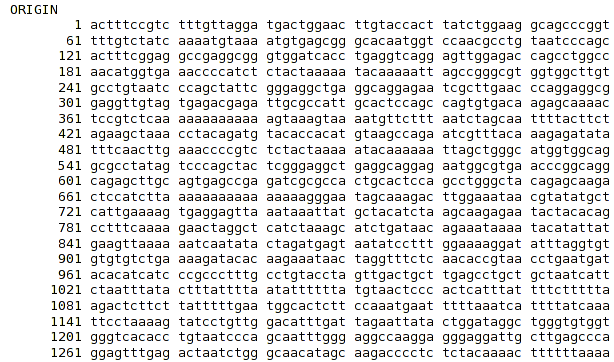 ORIGIN
1 actttccgtc tttgttagga tgactggaac ttgtaccact tatctggaag gcagcccggt
61 tttgtctatc aaaatgtaaa atgtgagcgg gcacaatggt ccaacgcctg taatcccagc
121 actttcggag gccgaggcgg gtggatcacc tgaggtcagg agttggagac cagcctggcc
181 aacatggtga aaccccatct ctactaaaaa tacaaaaatt agccgggcgt ggtggcttgt
241 gcctgtaatc ccagctattc gggaggctga ggcaggagaa tcgcttgaac ccaggaggcg
301 gaggttgtag tgagacgaga ttgcgccatt gcactccagc cagtgtgaca agagcaaaac
361 tccgtctcaa aaaaaaaaaa agtaaagtaa aatgttcttt aatctagcaa ttttacttct
421 agaagctaaa cctacagatg tacaccacat gtaagccaga atcgtttaca aagagatata
481 tttcaacttg aaaccccgtc tctactaaaa atacaaaaaa ttagctgggc atggtggcag
541 gcgcctatag tcccagctac tcgggaggct gaggcaggag aatggcgtga acccggcagg
601 cagagcttgc agtgagccga gatcgcgcca ctgcactcca gcctgggcta cagagcaaga
661 ctccatctta aaaaaaaaaa aaaaagggaa tagcaaagac ttggaaataa cgtatatgct
721 cattgaaaag tgaggagtta aataaattat gctacatcta agcaagagaa tactacacag
781 cctttcaaaa gaactaggct catctaaagc atctgataac agaaataaaa tacatattat
841 gaagttaaaa aatcaatata ctagatgagt aatatccttt ggaaaaggat atttaggtgt
901 gtgtgtctga aaagatacac aagaaataac taggtttctc aacaccgtaa cctgaatgat
961 acacatcatc ccgccctttg cctgtaccta gttgactgct tgagcctgct gctaatcatt
1021 ctaatttata ctttatttta atatttttta tgtaactccc actcatttat tttcttttta
1081 agactcttct tatttttgaa tggcactctt ccaaatgaat ttttaaatca ttttatcaaa
1141 ttcctaaaag tatcctgttg gacatttgat tagaattata ctggataggc tgggtgtggt
1201 gggtcacacc tgtaatccca gcaatttggg aggccaagga gggaggattg cttgagccca
1261 ggagtttgag actaatctgg gcaacatagc aagacccctc tctacaaaac tttttaaaat